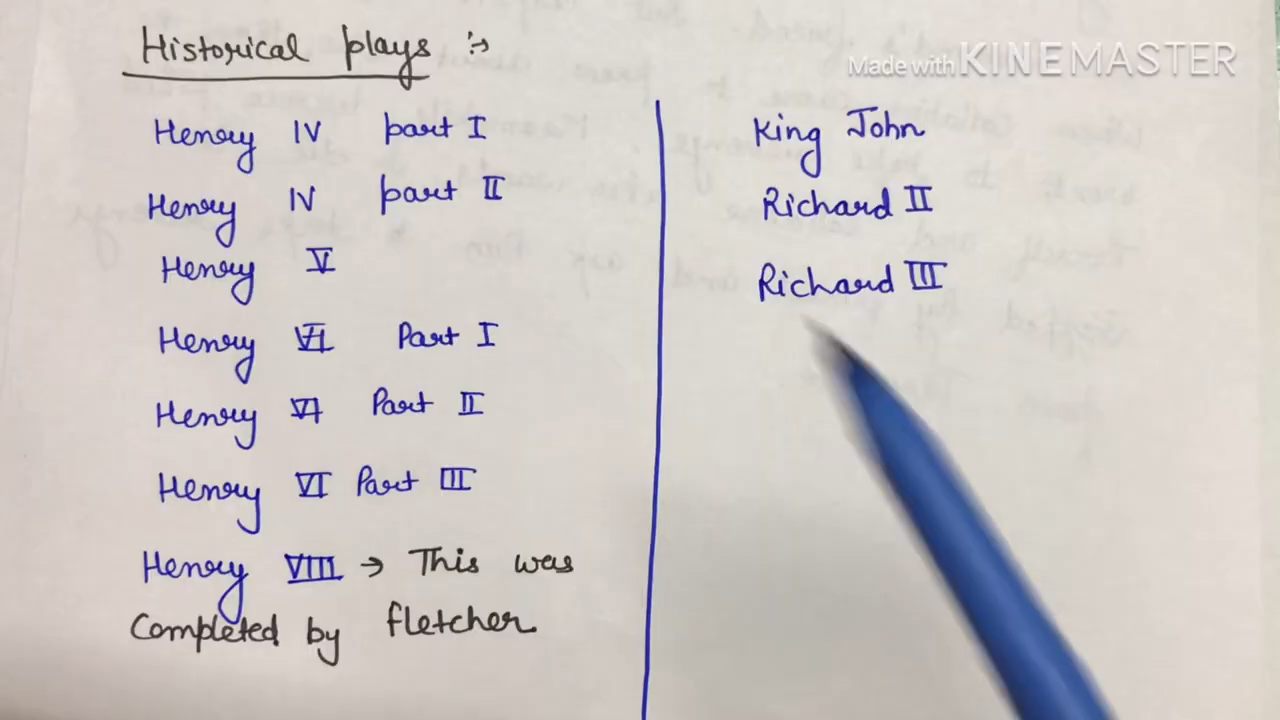 Historical plays :-
Made with KINEMASTER
Henry IV part I
Henry IV part II
Henry V
Henry VI Part I
Henry VI Part II
Henry VI Part III
Henry VIII → This was
Completed by fletcher
King John
Richard II
Richard III